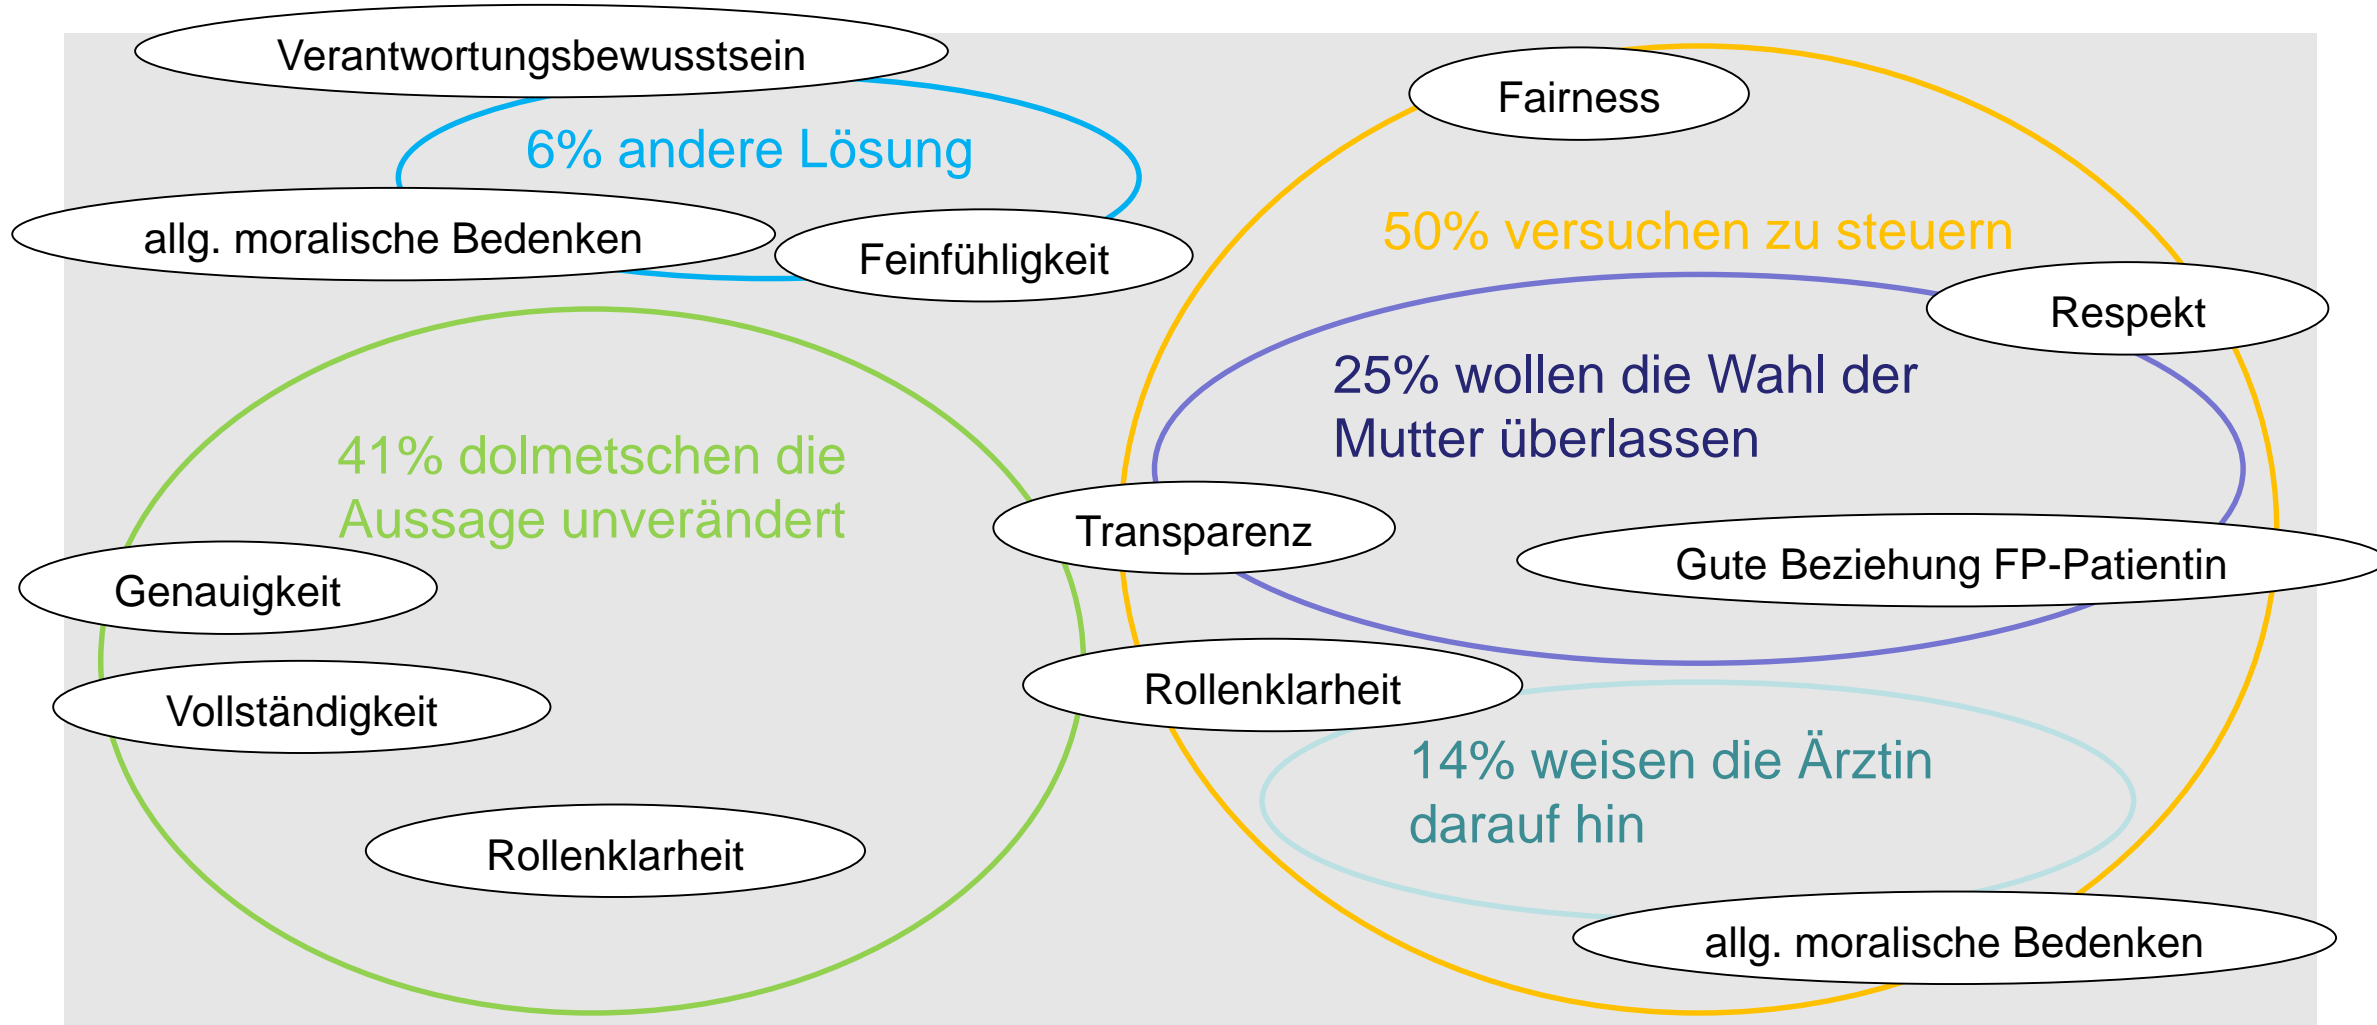 Verantwortungsbewusstsein
6% andere Lösung
allg. moralische Bedenken
Feinfühligkeit
41% dolmetschen die
Aussage unverändert
Genauigkeit
Vollständigkeit
Rollenklarheit
Fairness
50% versuchen zu steuern
Respekt
25% wollen die Wahl der
Mutter überlassen
Transparenz
Gute Beziehung FP-Patientin
Rollenklarheit
14% weisen die Ärztin
darauf hin
allg. moralische Bedenken